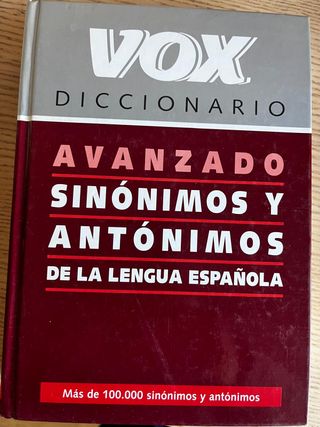 VOX
DICCIONARIO
AVANZADO
SINÓNIMOS Y
ANTÓNIMOS
DE LA LENGUA ESPAÑOLA
Más de 100.000 sinónimos y antónimos